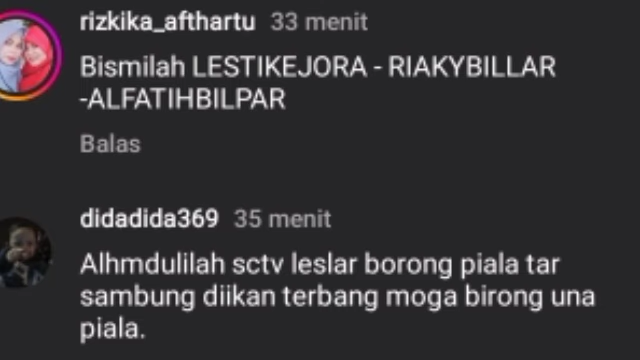 rizkika_afthartu 33 menit
Bismilah LESTIKEJORA - RIAKYBILLAR
-ALFATIHBILPAR
Balas
didadida369 35 menit
Alhmdulilah sctv leslar borong piala tar
sambung diikan terbang moga birong una
piala.